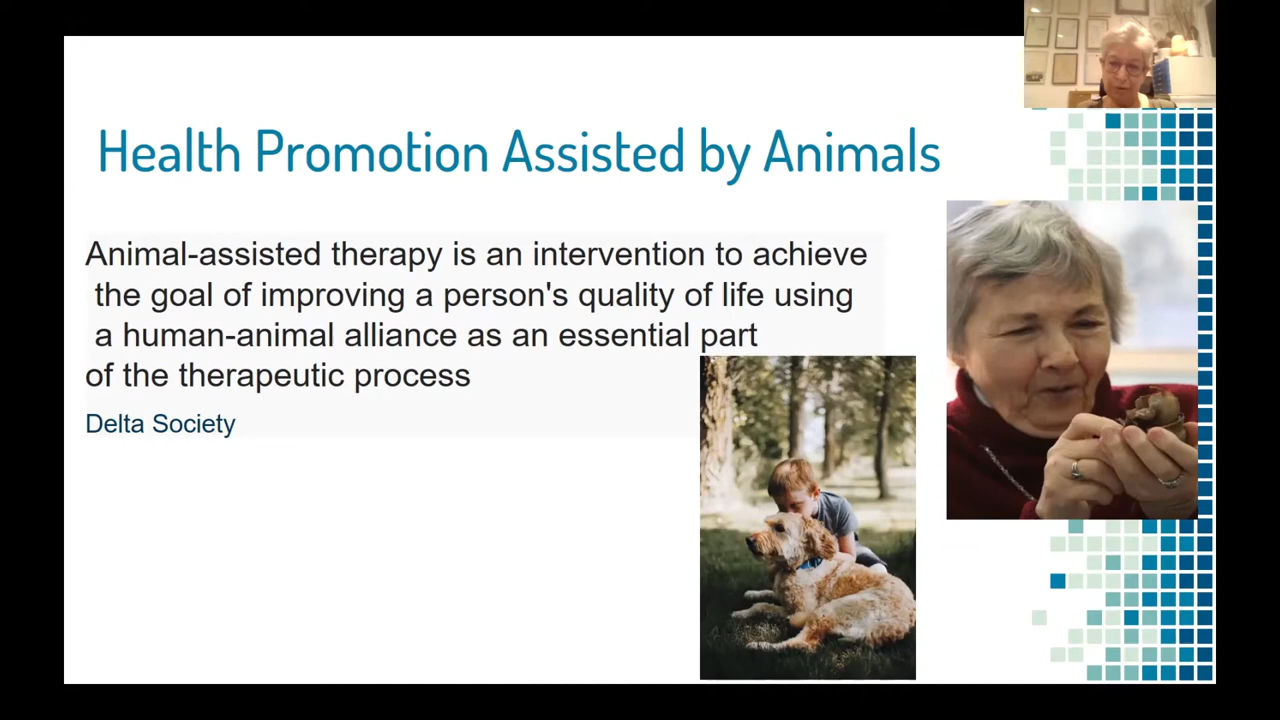 Health Promotion Assisted by Animals
Animal-assisted therapy is an intervention to achieve
the goal of improving a person's quality of life using
a human-animal alliance as an essential part
of the therapeutic process
Delta Society